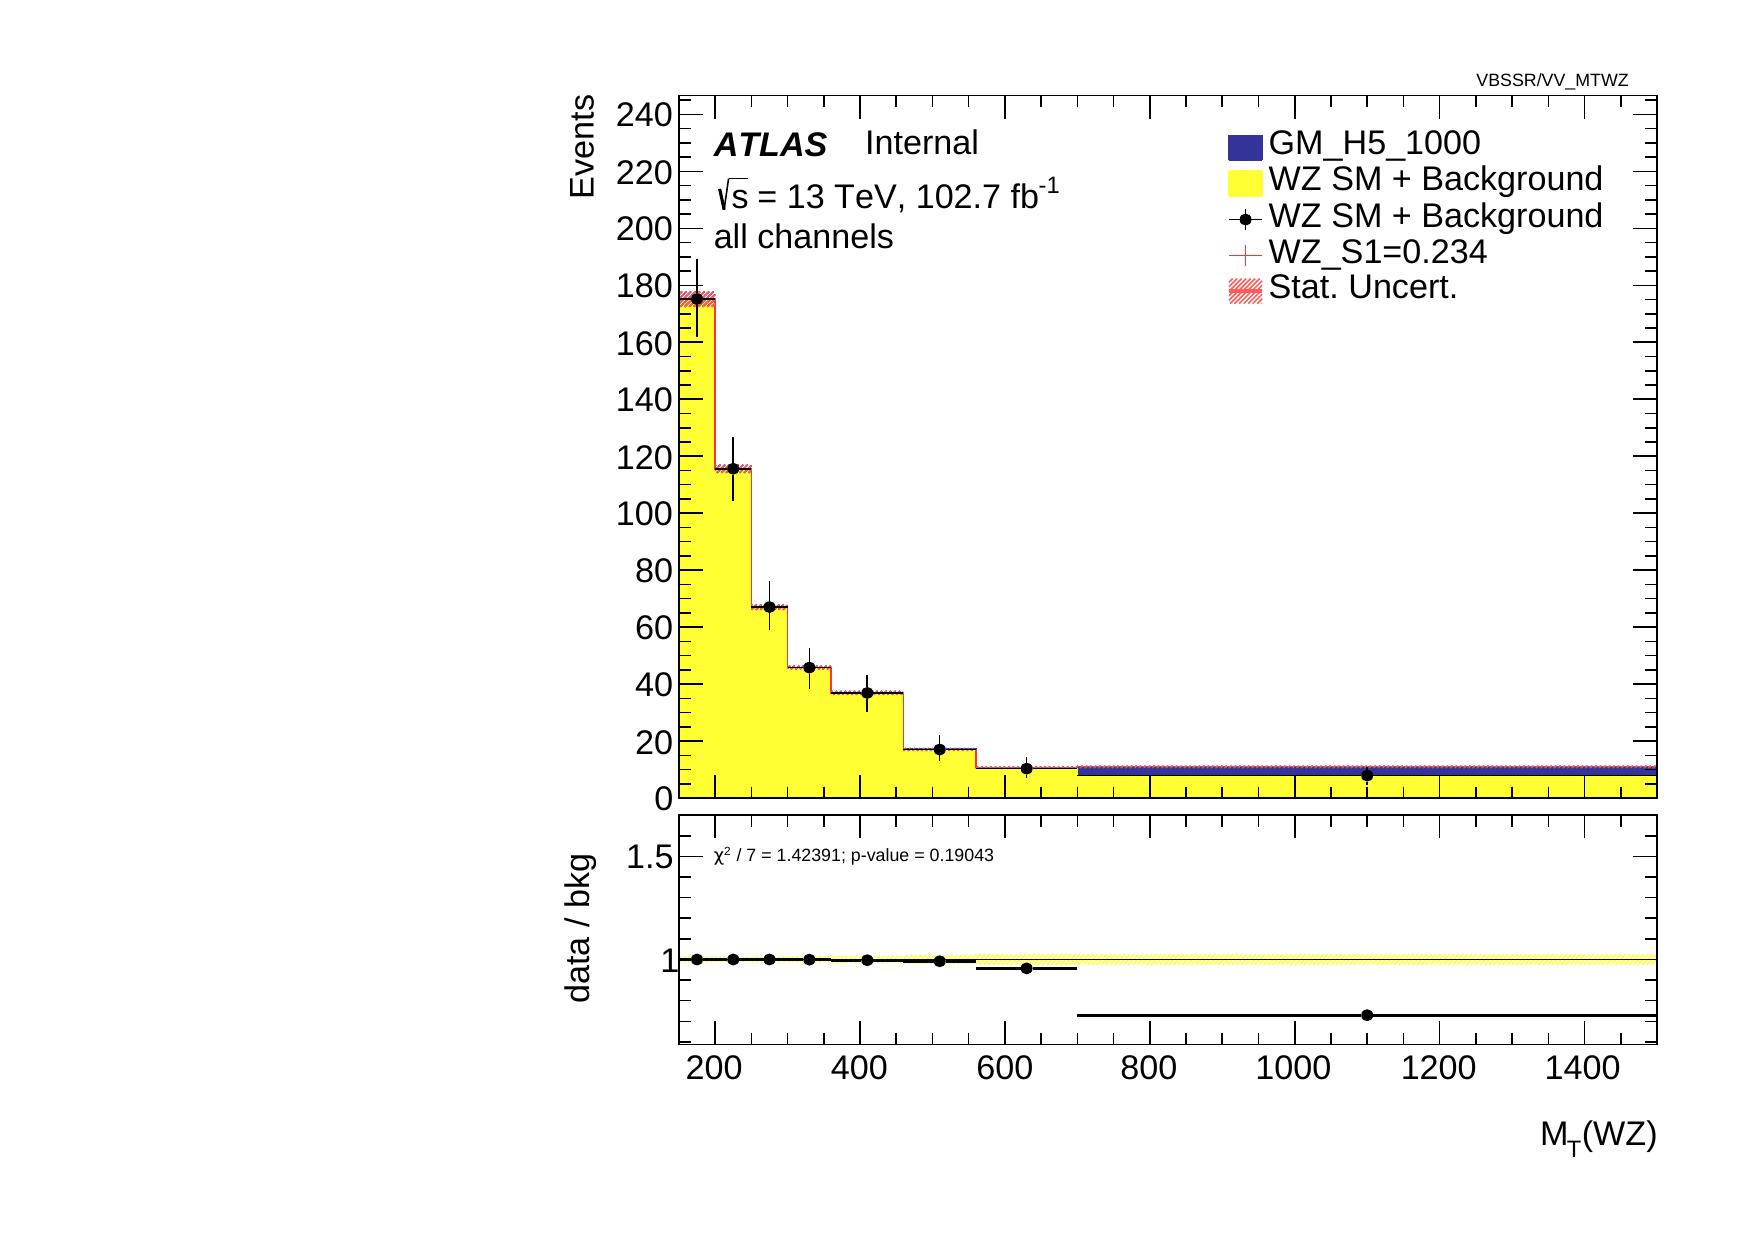 VBSSR/VV_MTWZ
Events
240
220
200
180
160
140
120
100
80
60
40
20
0
ATLAS Internal
√s = 13 TeV, 102.7 fb-1
all channels
GM_H5_1000
WZ SM + Background
WZ SM + Background
WZ_S1=0.234
Stat. Uncert.
data / bkg
1.5
1
χ² / 7 = 1.42391; p-value = 0.19043
200 400 600 800 1000 1200 1400
MT(WZ)